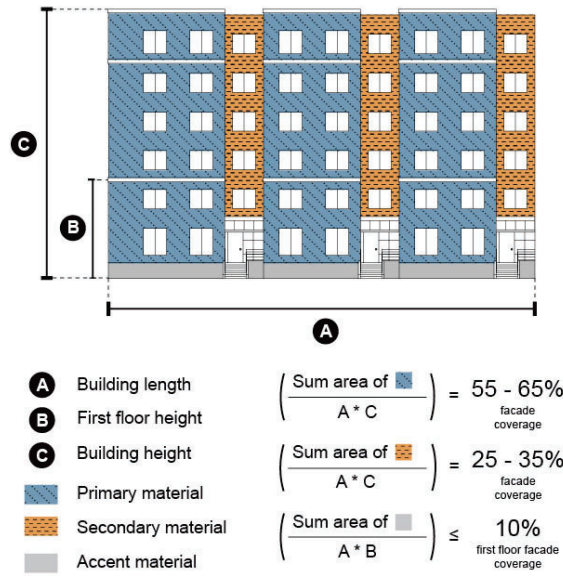 C
B
A
A Building length
B First floor height
C Building height
Primary material
Secondary material
Accent material
( Sum area of
A * C ) = 55 - 65%
facade
coverage
( Sum area of
A * C ) = 25 - 35%
facade
coverage
( Sum area of
A * B ) ≤ 10%
first floor facade
coverage